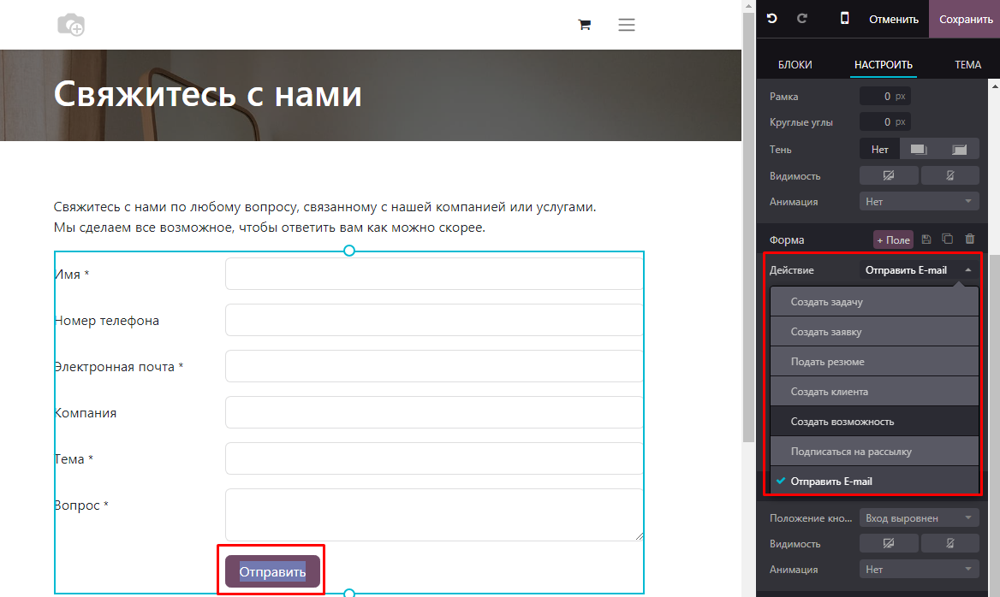 Отменить
Сохранить
БЛОКИ
НАСТРОИТЬ
ТЕМА
Свяжитесь с нами
Свяжитесь с нами по любому вопросу, связанному с нашей компанией или услугами.
Мы сделаем все возможное, чтобы ответить вам как можно скорее.
Имя *
Номер телефона
Электронная почта *
Компания
Тема *
Вопрос *
Отправить
Рамка 0 px
Круглые углы 0 px
Тень Нет
Видимость
Анимация Нет
Форма + Поле
Действие Отправить E-mail
Создать задачу
Создать заявку
Подать резюме
Создать клиента
Создать возможность
Подписаться на рассылку
Отправить E-mail
Положение кно... Вход выровнен
Видимость
Анимация Нет